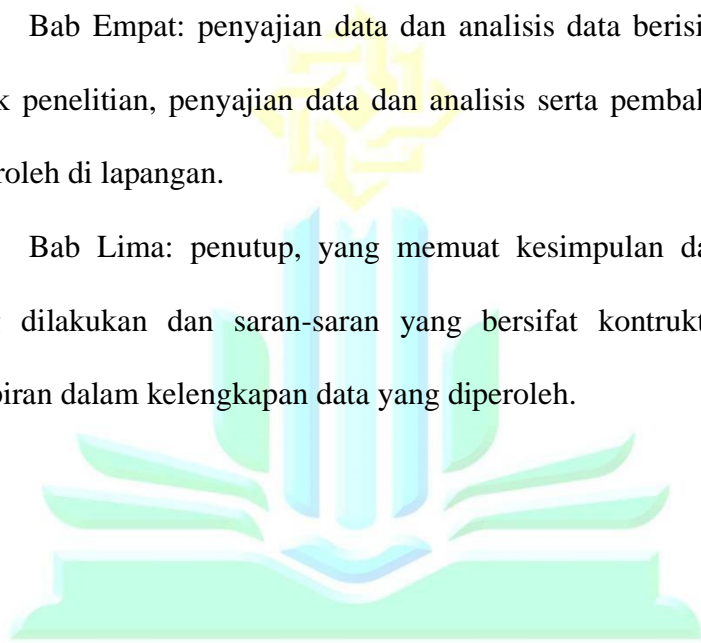 Bab Empat: penyajian data dan analisis data berisi
k penelitian, penyajian data dan analisis serta pembal
roleh di lapangan.
Bab Lima: penutup, yang memuat kesimpulan da
dilakukan dan saran-saran yang bersifat kontrukt
piran dalam kelengkapan data yang diperoleh.